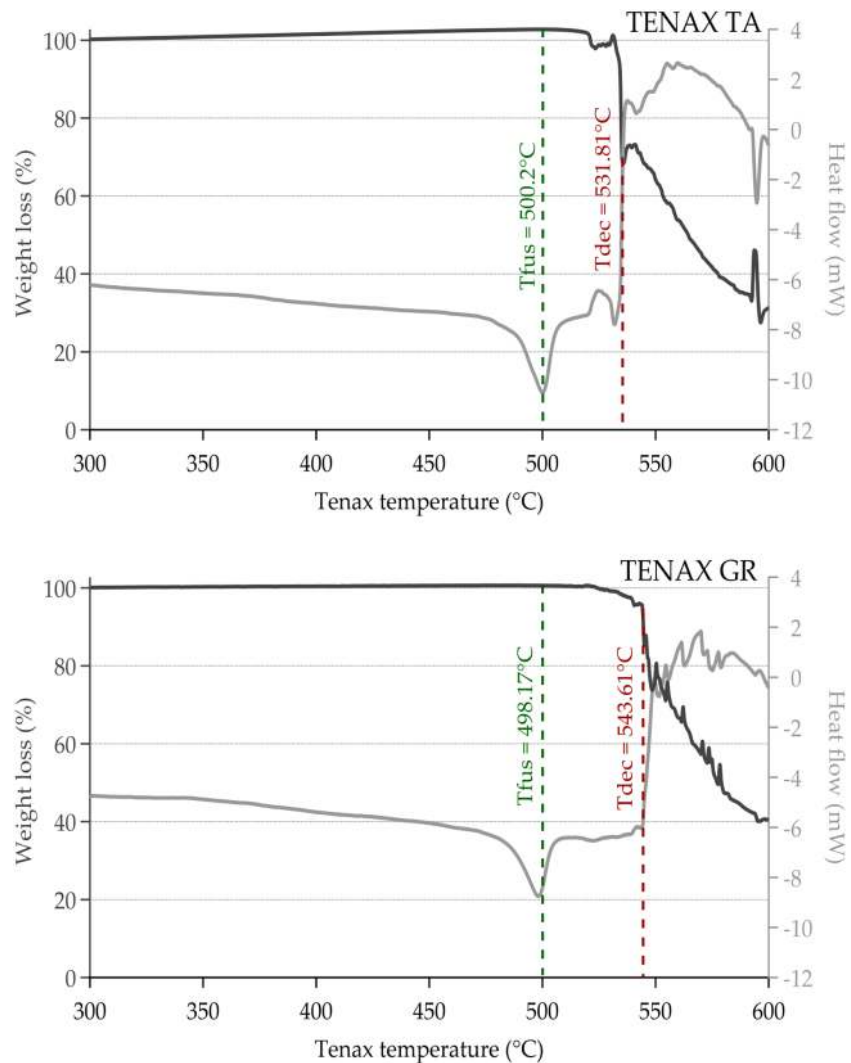 TENAX TA
100
80
60
40
20
0
Weight loss (%)
Tfus = 500.2°C
Tdec = 531.81°C
4
2
0
-2
-4
-6
-8
-10
-12
Heat flow (mW)
300 350 400 450 500 550 600
Tenax temperature (°C)
TENAX GR
100
80
60
40
20
0
Weight loss (%)
Tfus = 498.17°C
Tdec = 543.61°C
4
2
0
-2
-4
-6
-8
-10
-12
Heat flow (mW)
300 350 400 450 500 550 600
Tenax temperature (°C)